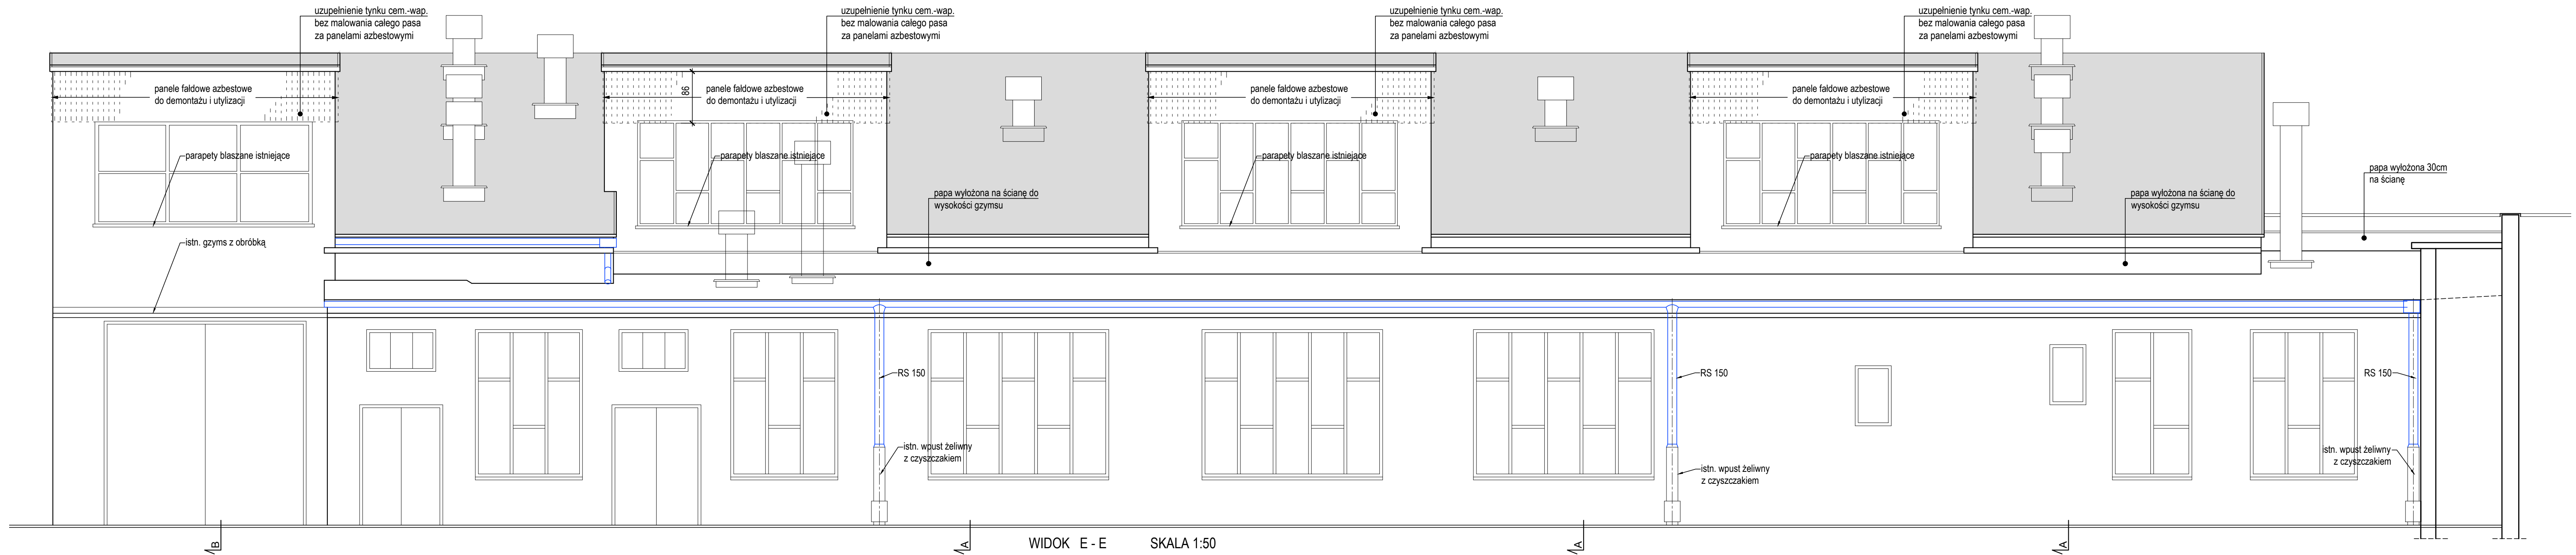 uzupełnienie tynku cem.-wap.
bez malowania całego pasa
za panelami azbestowymi
uzupełnienie tynku cem.-wap.
bez malowania całego pasa
za panelami azbestowymi
uzupełnienie tynku cem.-wap.
bez malowania całego pasa
za panelami azbestowymi
uzupełnienie tynku cem.-wap.
bez malowania całego pasa
za panelami azbestowymi
panele fałdowe azbestowe
do demontażu i utylizacji
86
panele fałdowe azbestowe
do demontażu i utylizacji
panele fałdowe azbestowe
do demontażu i utylizacji
panele fałdowe azbestowe
do demontażu i utylizacji
parapety blaszane istniejące
parapety blaszane istniejące
parapety blaszane istniejące
parapety blaszane istniejące
papa wyłożona 30cm
na ścianę
papa wyłożona na ścianę do
wysokości gzymsu
papa wyłożona na ścianę do
wysokości gzymsu
istn. gzyms z obróbką
RS 150
RS 150
RS 150
istn. wpust żeliwny
z czyszczakiem
istn. wpust żeliwny
z czyszczakiem
istn. wpust żeliwny
z czyszczakiem
B
A
A
A
WIDOK E - E SKALA 1:50